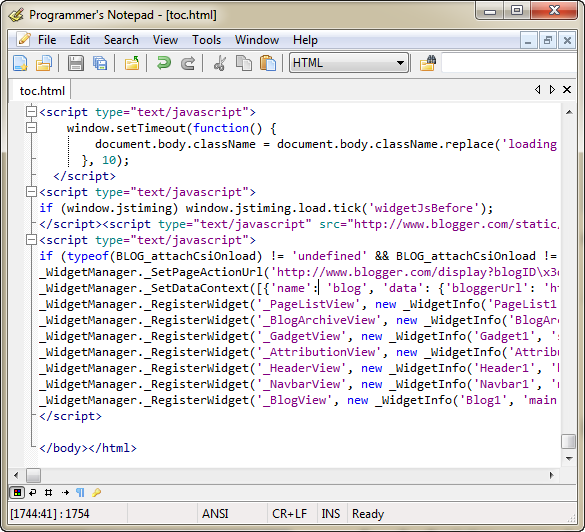 Programmer's Notepad - [toc.html]
File Edit Search View Tools Window Help
HTML
toc.html
<script type="text/javascript">
window.setTimeout(function() {
document.body.className = document.body.className.replace('loading
}, 10);
</script>
<script type="text/javascript">
if (window.jstiming) window.jstiming.load.tick('widgetJsBefore');
</script><script type="text/javascript" src="http://www.blogger.com/static/
<script type="text/javascript">
if (typeof(BLOG_attachCsiOnload) != 'undefined' && BLOG_attachCsiOnload !=
_WidgetManager._SetPageActionUrl('http://www.blogger.com/display?blogID\x3d
_WidgetManager._SetDataContext([{'name': 'blog', 'data': {'bloggerUrl': 'ht
_WidgetManager._RegisterWidget('_PageListView', new _WidgetInfo('PageList1
_WidgetManager._RegisterWidget('_BlogArchiveView', new _WidgetInfo('BlogAr
_WidgetManager._RegisterWidget('_GadgetView', new _WidgetInfo('Gadget1', 's
_WidgetManager._RegisterWidget('_AttributionView', new _WidgetInfo('Attribu
_WidgetManager._RegisterWidget('_HeaderView', new _WidgetInfo('Header1', 'h
_WidgetManager._RegisterWidget('_NavbarView', new _WidgetInfo('Navbar1', 'n
_WidgetManager._RegisterWidget('_BlogView', new _WidgetInfo('Blog1', 'main
</script>
</body></html>
[1744:41] : 1754 ANSI CR+LF INS Ready